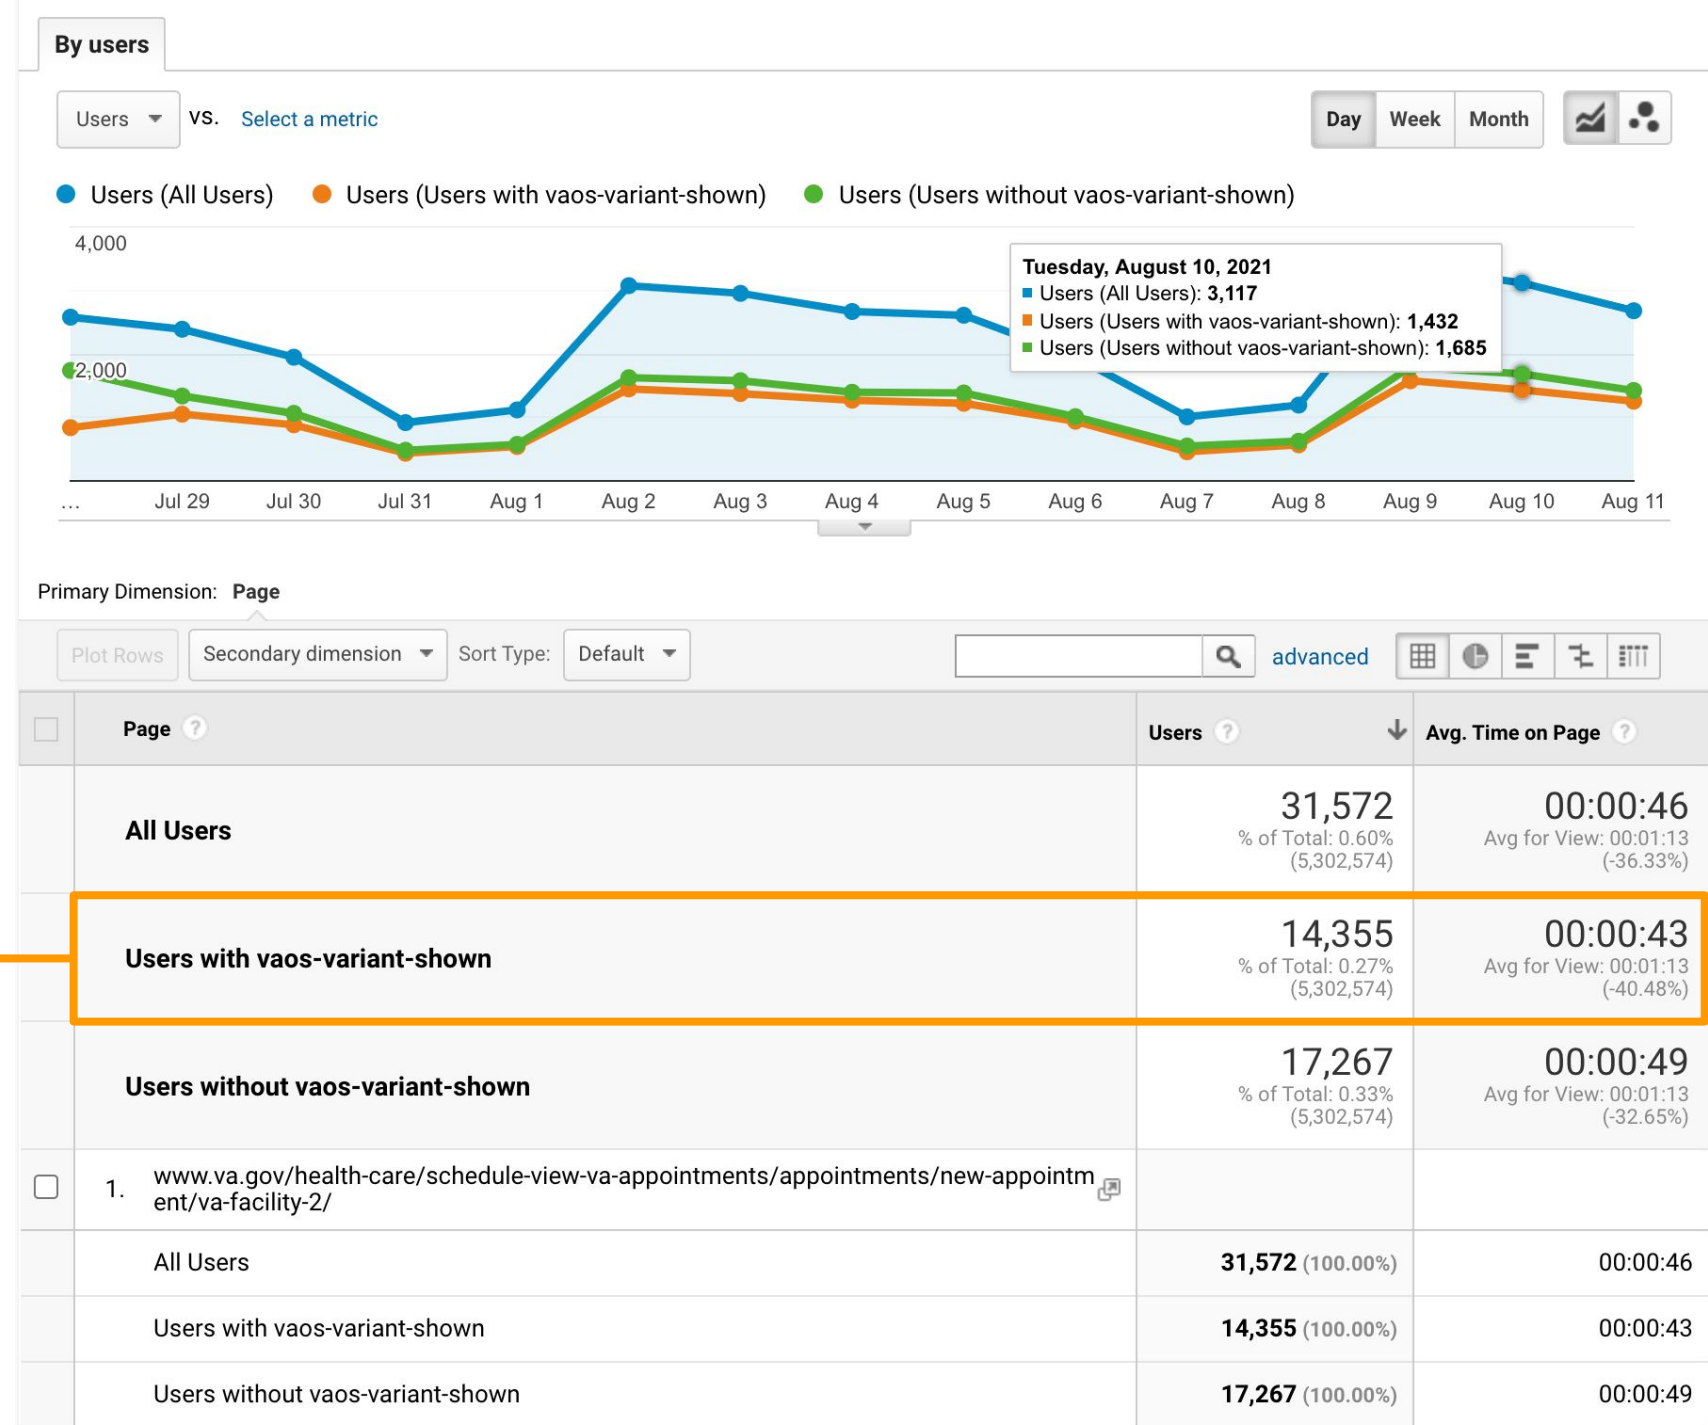 By users
Users vs. Select a metric
Day Week Month
Users (All Users) Users (Users with vaos-variant-shown) Users (Users without vaos-variant-shown)
4,000
2,000
Tuesday, August 10, 2021
Users (All Users): 3,117
Users (Users with vaos-variant-shown): 1,432
Users (Users without vaos-variant-shown): 1,685
... Jul 29 Jul 30 Jul 31 Aug 1 Aug 2 Aug 3 Aug 4 Aug 5 Aug 6 Aug 7 Aug 8 Aug 9 Aug 10 Aug 11
Primary Dimension: Page
Plot Rows Secondary dimension Sort Type: Default advanced
Page ? Users ? Avg. Time on Page ?
All Users 31,572 00:00:46
% of Total: 0.60% Avg for View: 00:01:13
(5,302,574) (-36.33%)
Users with vaos-variant-shown 14,355 00:00:43
% of Total: 0.27% Avg for View: 00:01:13
(5,302,574) (-40.48%)
Users without vaos-variant-shown 17,267 00:00:49
% of Total: 0.33% Avg for View: 00:01:13
(5,302,574) (-32.65%)
1. www.va.gov/health-care/schedule-view-va-appointments/appointments/new-appointm
ent/va-facility-2/
All Users 31,572 (100.00%) 00:00:46
Users with vaos-variant-shown 14,355 (100.00%) 00:00:43
Users without vaos-variant-shown 17,267 (100.00%) 00:00:49